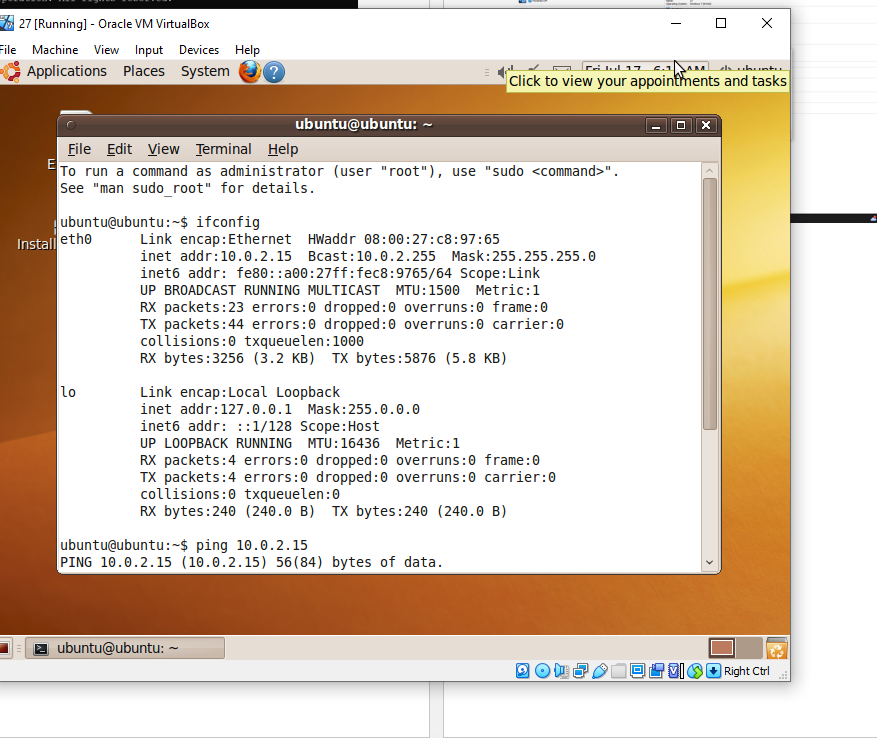 27 [Running] - Oracle VM VirtualBox
File Machine View Input Devices Help
Applications Places System
ubuntu
Click to view your appointments and tasks
ubuntu@ubuntu: ~
File Edit View Terminal Help
To run a command as administrator (user "root"), use "sudo <command>".
See "man sudo_root" for details.
ubuntu@ubuntu:~$ ifconfig
eth0 Link encap:Ethernet HWaddr 08:00:27:c8:97:65
inet addr:10.0.2.15 Bcast:10.0.2.255 Mask:255.255.255.0
inet6 addr: fe80::a00:27ff:fec8:9765/64 Scope:Link
UP BROADCAST RUNNING MULTICAST MTU:1500 Metric:1
RX packets:23 errors:0 dropped:0 overruns:0 frame:0
TX packets:44 errors:0 dropped:0 overruns:0 carrier:0
collisions:0 txqueuelen:1000
RX bytes:3256 (3.2 KB) TX bytes:5876 (5.8 KB)
lo Link encap:Local Loopback
inet addr:127.0.0.1 Mask:255.0.0.0
inet6 addr: ::1/128 Scope:Host
UP LOOPBACK RUNNING MTU:16436 Metric:1
RX packets:4 errors:0 dropped:0 overruns:0 frame:0
TX packets:4 errors:0 dropped:0 overruns:0 carrier:0
collisions:0 txqueuelen:0
RX bytes:240 (240.0 B) TX bytes:240 (240.0 B)
ubuntu@ubuntu:~$ ping 10.0.2.15
PING 10.0.2.15 (10.0.2.15) 56(84) bytes of data.
E
Install
ubuntu@ubuntu: ~
Right Ctrl